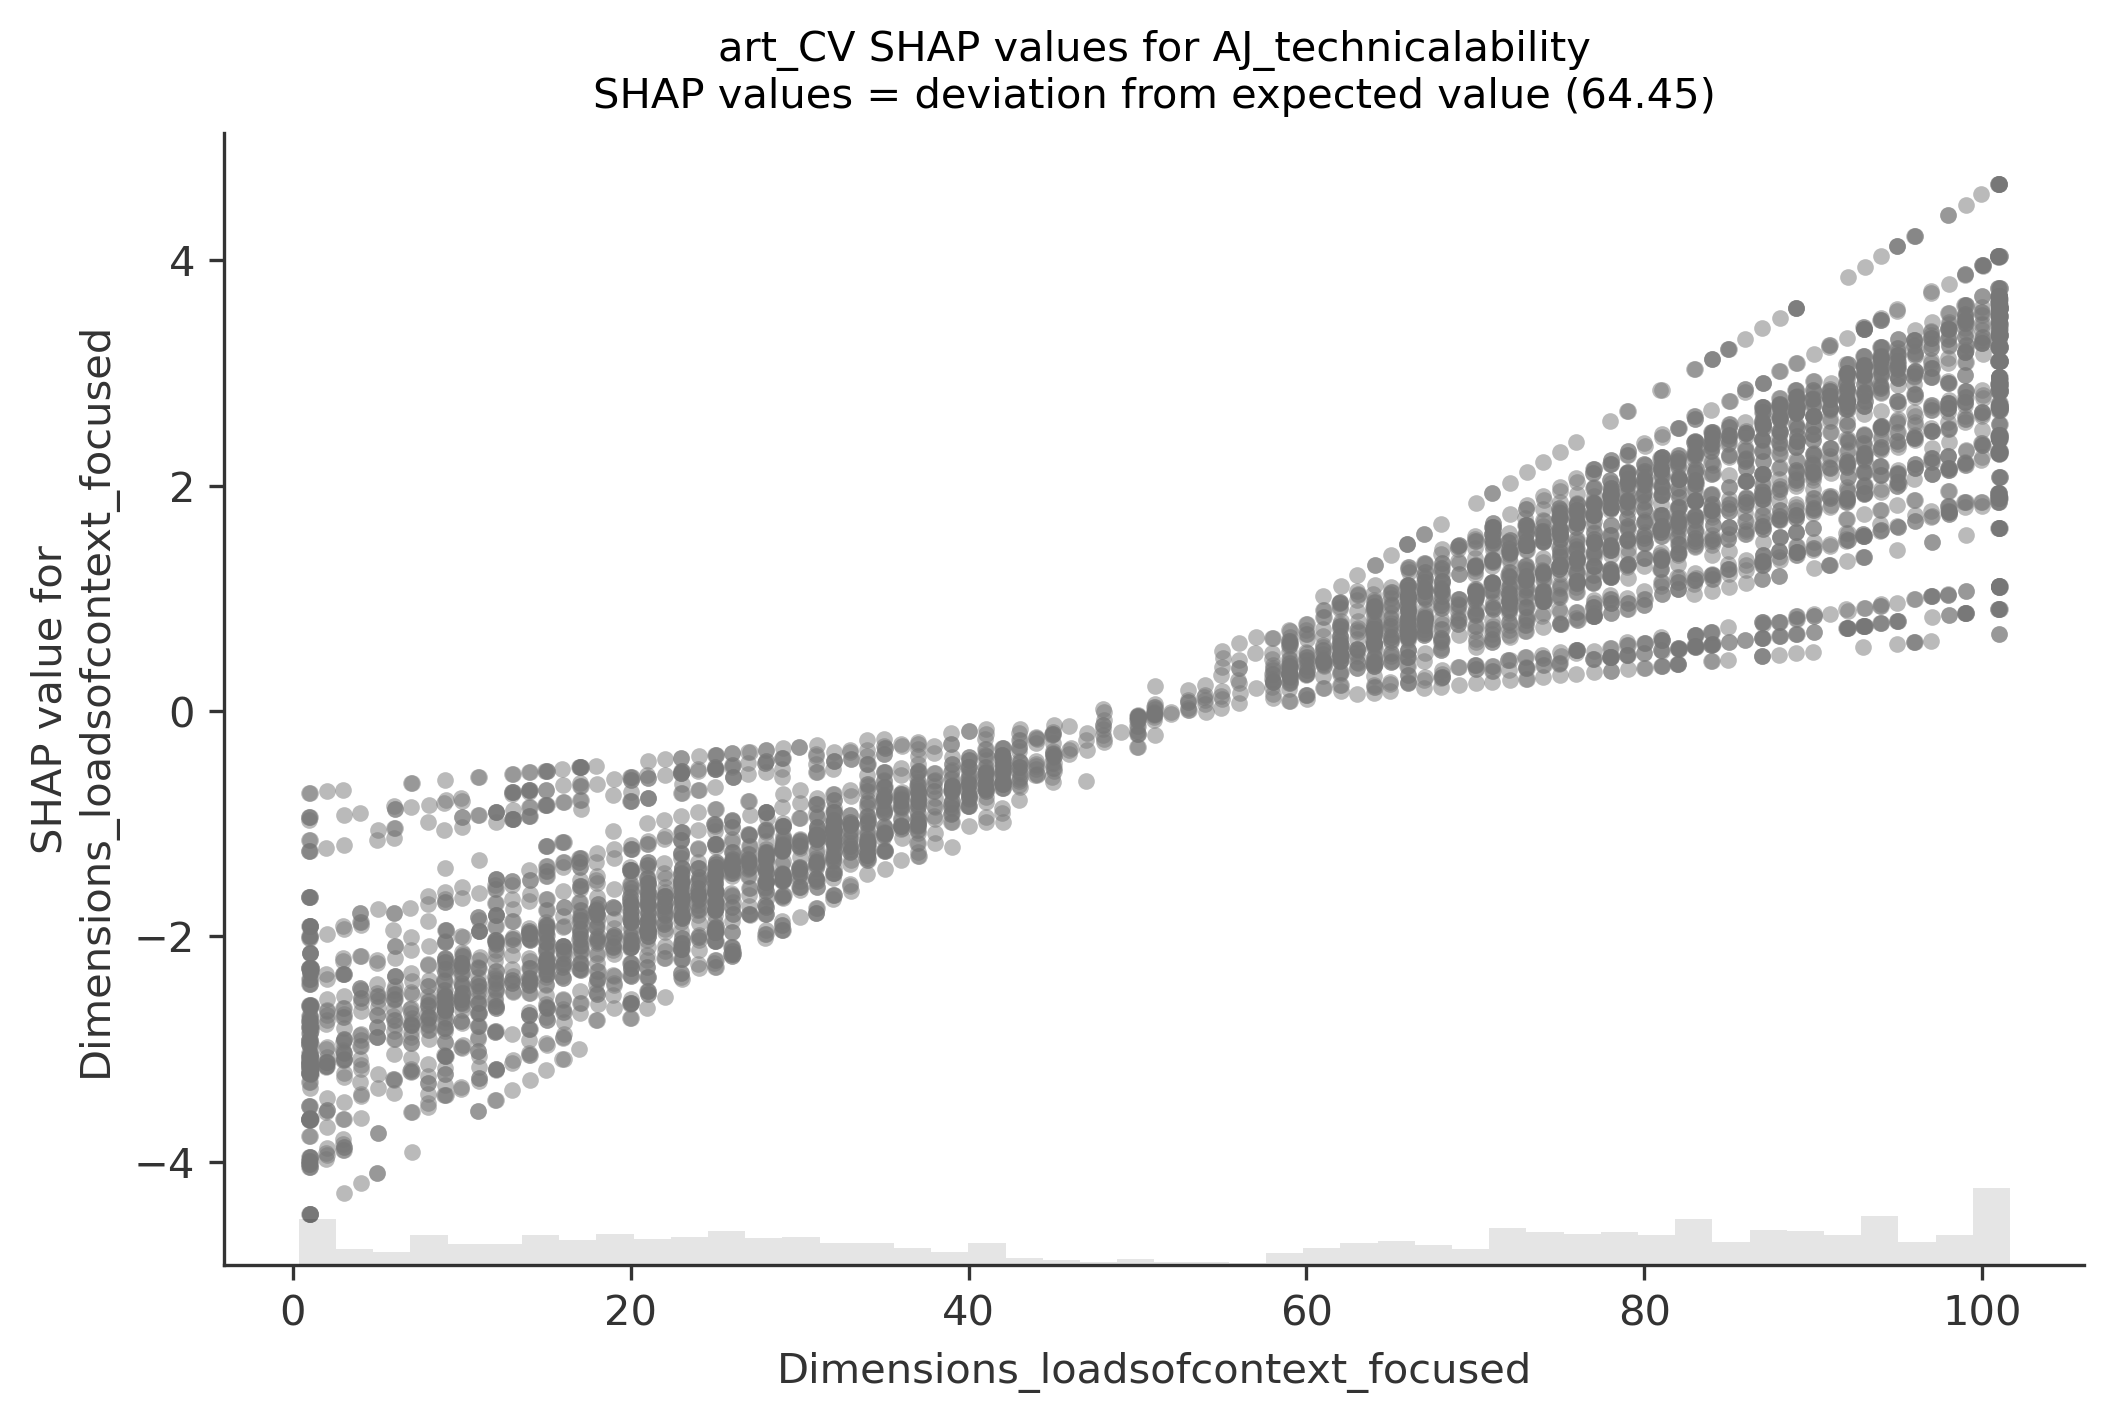 art_CV SHAP values for AJ_technicalability
SHAP values = deviation from expected value (64.45)
SHAP value for
Dimensions_loadsofcontext_focused
4
2
0
−2
−4
0
20
40
60
80
100
Dimensions_loadsofcontext_focused